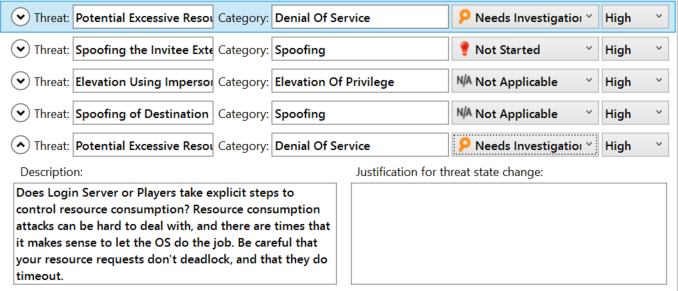 Threat: Potential Excessive Resou Category: Denial Of Service Needs Investigation High
Threat: Spoofing the Invitee Exte Category: Spoofing Not Started High
Threat: Elevation Using Imperson Category: Elevation Of Privilege N/A Not Applicable High
Threat: Spoofing of Destination Category: Spoofing N/A Not Applicable High
Threat: Potential Excessive Resou Category: Denial Of Service Needs Investigation High
Description: Justification for threat state change:
Does Login Server or Players take explicit steps to
control resource consumption? Resource consumption
attacks can be hard to deal with, and there are times that
it makes sense to let the OS do the job. Be careful that
your resource requests don't deadlock, and that they do
timeout.